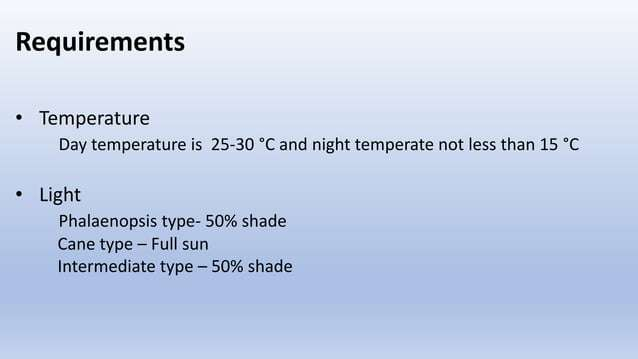 Requirements
• Temperature
Day temperature is 25-30 °C and night temperate not less than 15 °C
• Light
Phalaenopsis type- 50% shade
Cane type – Full sun
Intermediate type – 50% shade